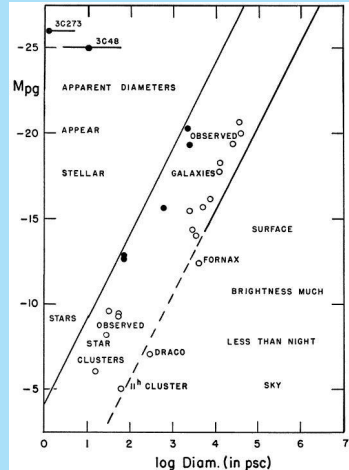 3C273
3C48
-25
Mpg
APPARENT DIAMETERS
-20
APPEAR
OBSERVED
STELLAR
GALAXIES
-15
SURFACE
FORNAX
BRIGHTNESS MUCH
-10
STARS
OBSERVED
STAR
LESS THAN NIGHT
DRACO
CLUSTERS
-5
11h CLUSTER
SKY
0 1 2 3 4 5 6 7
log Diam. (in psc)